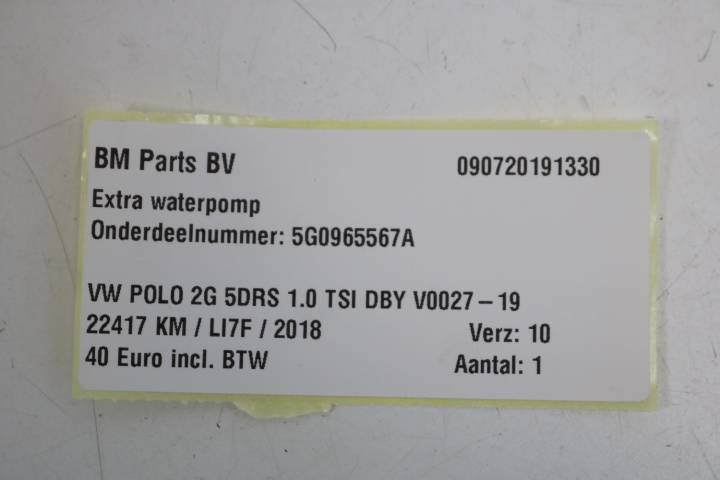 BM Parts BV 090720191330
Extra waterpomp
Onderdeelnummer: 5G0965567A
VW POLO 2G 5DRS 1.0 TSI DBY V0027-19
22417 KM / LI7F / 2018 Verz: 10
40 Euro incl. BTW Aantal: 1